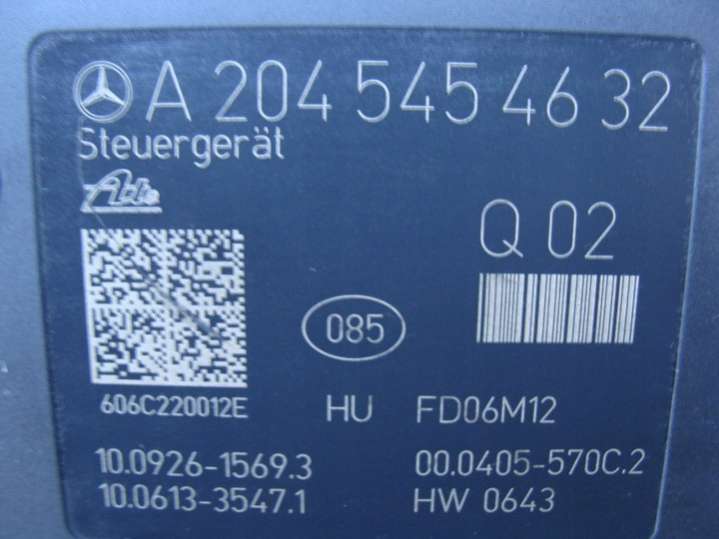 A 204 545 46 32
Steuergerät
Ate
Q 02
085
606C220012E HU FD06M12
10.0926-1569.3 00.0405-570C.2
10.0613-3547.1 HW 0643